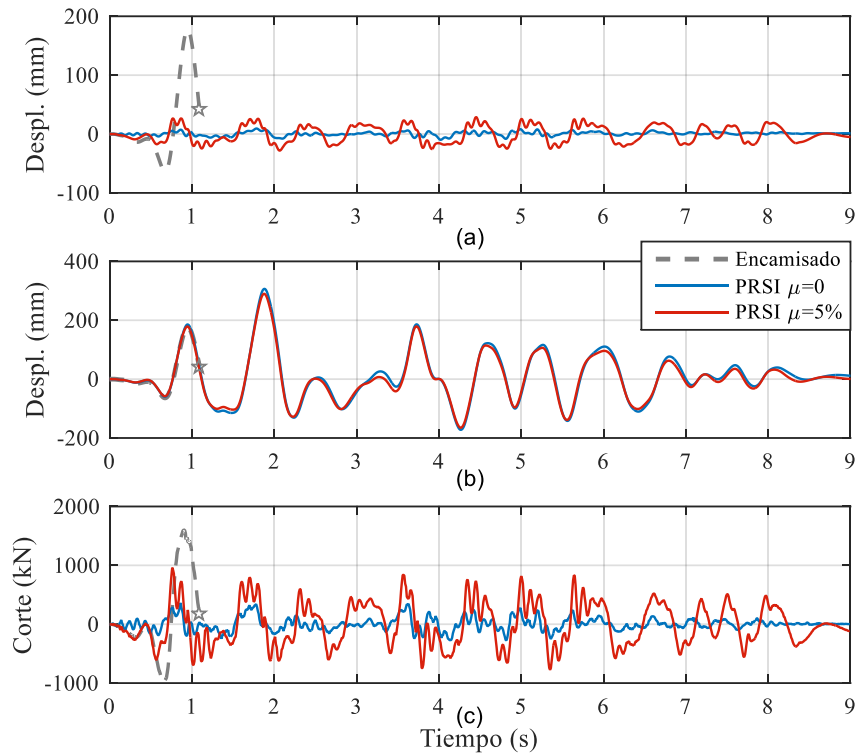 200
100
0
-100
Despl. (mm)
0 1 2 3 4 5 6 7 8 9
(a)
400
200
0
-200
Despl. (mm)
Encamisado
PRSI μ=0
PRSI μ=5%
0 1 2 3 4 5 6 7 8 9
(b)
2000
1000
0
-1000
Corte (kN)
0 1 2 3 4 5 6 7 8 9
(c)
Tiempo (s)